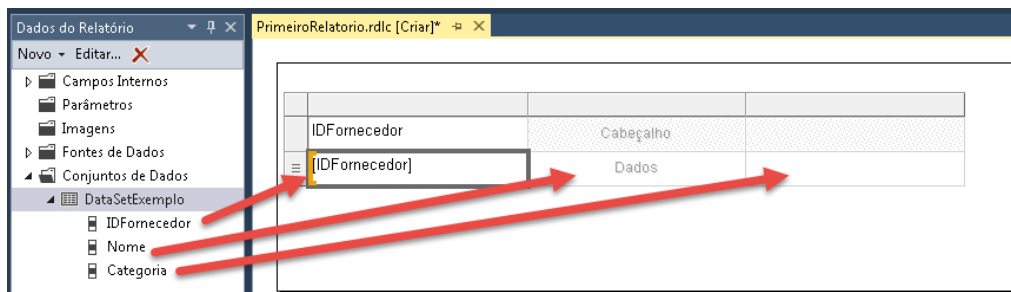 Dados do Relatório
PrimeiroRelatorio.rdlc [Criar]*
Novo Editar...
Campos Internos
Parâmetros
Imagens
Fontes de Dados
Conjuntos de Dados
DataSetExemplo
IDFornecedor
Nome
Categoria
IDFornecedor Cabeçalho
[IDFornecedor] Dados